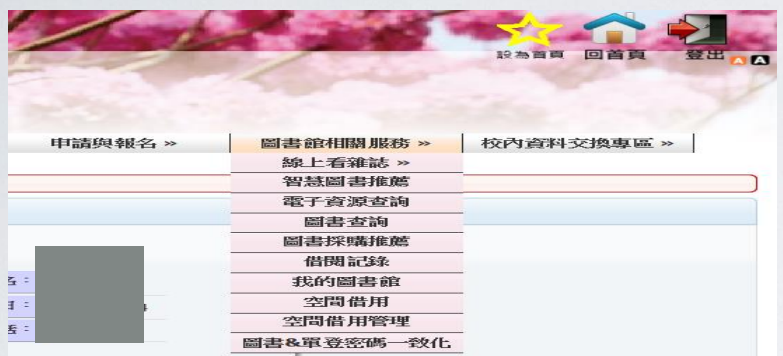 設為首頁 回首頁 登出 A A
申請與報名 » 圖書館相關服務 » 校內資料交換專區 »
線上看雜誌 »
智慧圖書推薦
電子資源查詢
圖書查詢
圖書採購推薦
借閱記錄
我的圖書館
空間借用
空間借用管理
圖書&單登密碼一致化